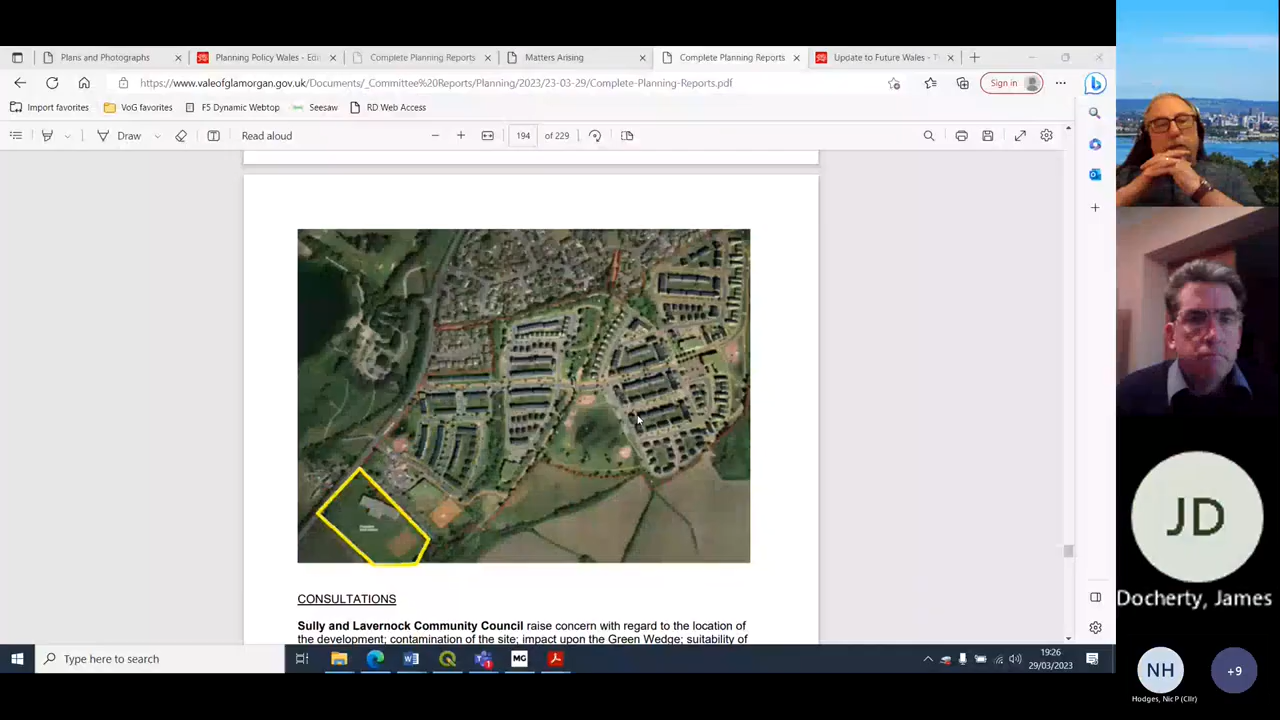 Plans and Photographs
Planning Policy Wales - Edi
Complete Planning Reports
Matters Arising
Complete Planning Reports
Update to Future Wales - T
https://www.valeofglamorgan.gov.uk/Documents/_Committee%20Reports/Planning/2023/23-03-29/Complete-Planning-Reports.pdf
Sign in
Import favorites
VoG favorites
F5 Dynamic Webtop
Seesaw
RD Web Access
Draw
Read aloud
194 of 229
CONSULTATIONS
Sully and Lavernock Community Council raise concern with regard to the location of
the development; contamination of the site; impact upon the Green Wedge; suitability of
Type here to search
MG
19:26
29/03/2023
JD
Docherty, James
NH
Hodges, Nic P (Cllr)
+9